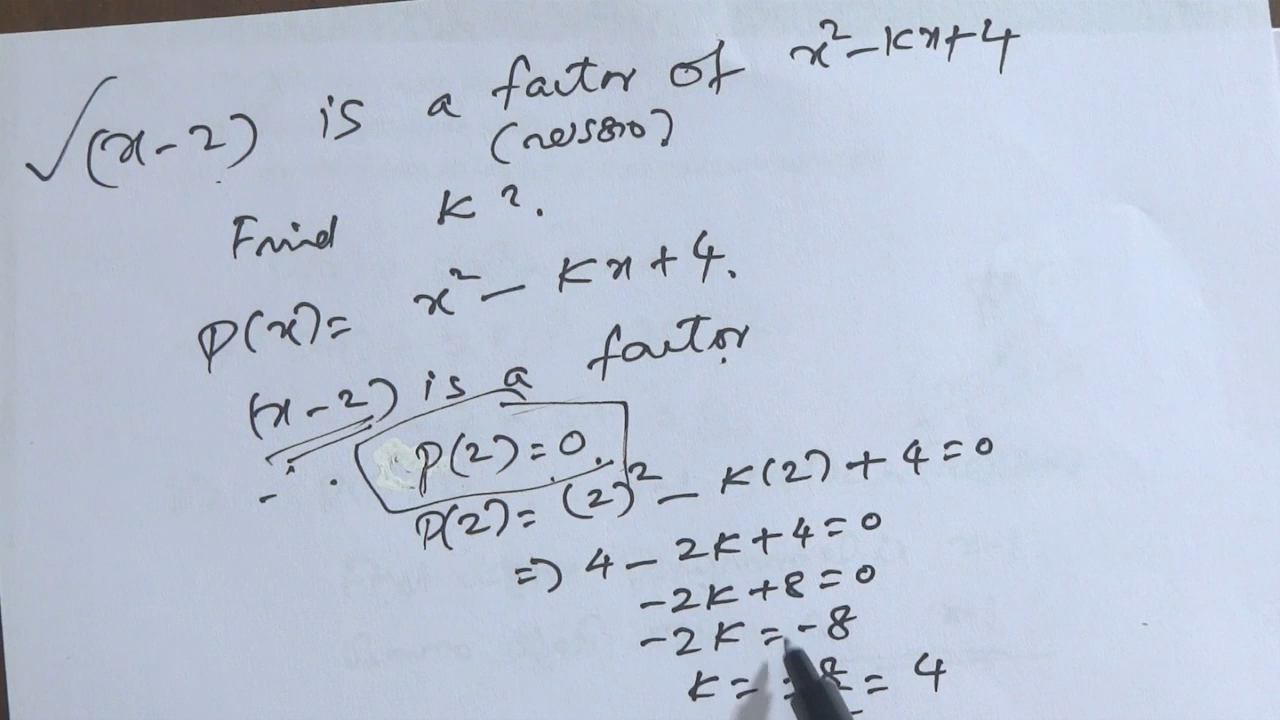 √(x-2) is a factor of x²-Kx+4
Find K?.
P(x)= x²- Kx+4.
(x-2) is a factor
∴ P(2)=0.
P(2)= (2)²- K(2)+4=0
=> 4-2K+4=0
-2K+8=0
-2K=-8
K= = 4